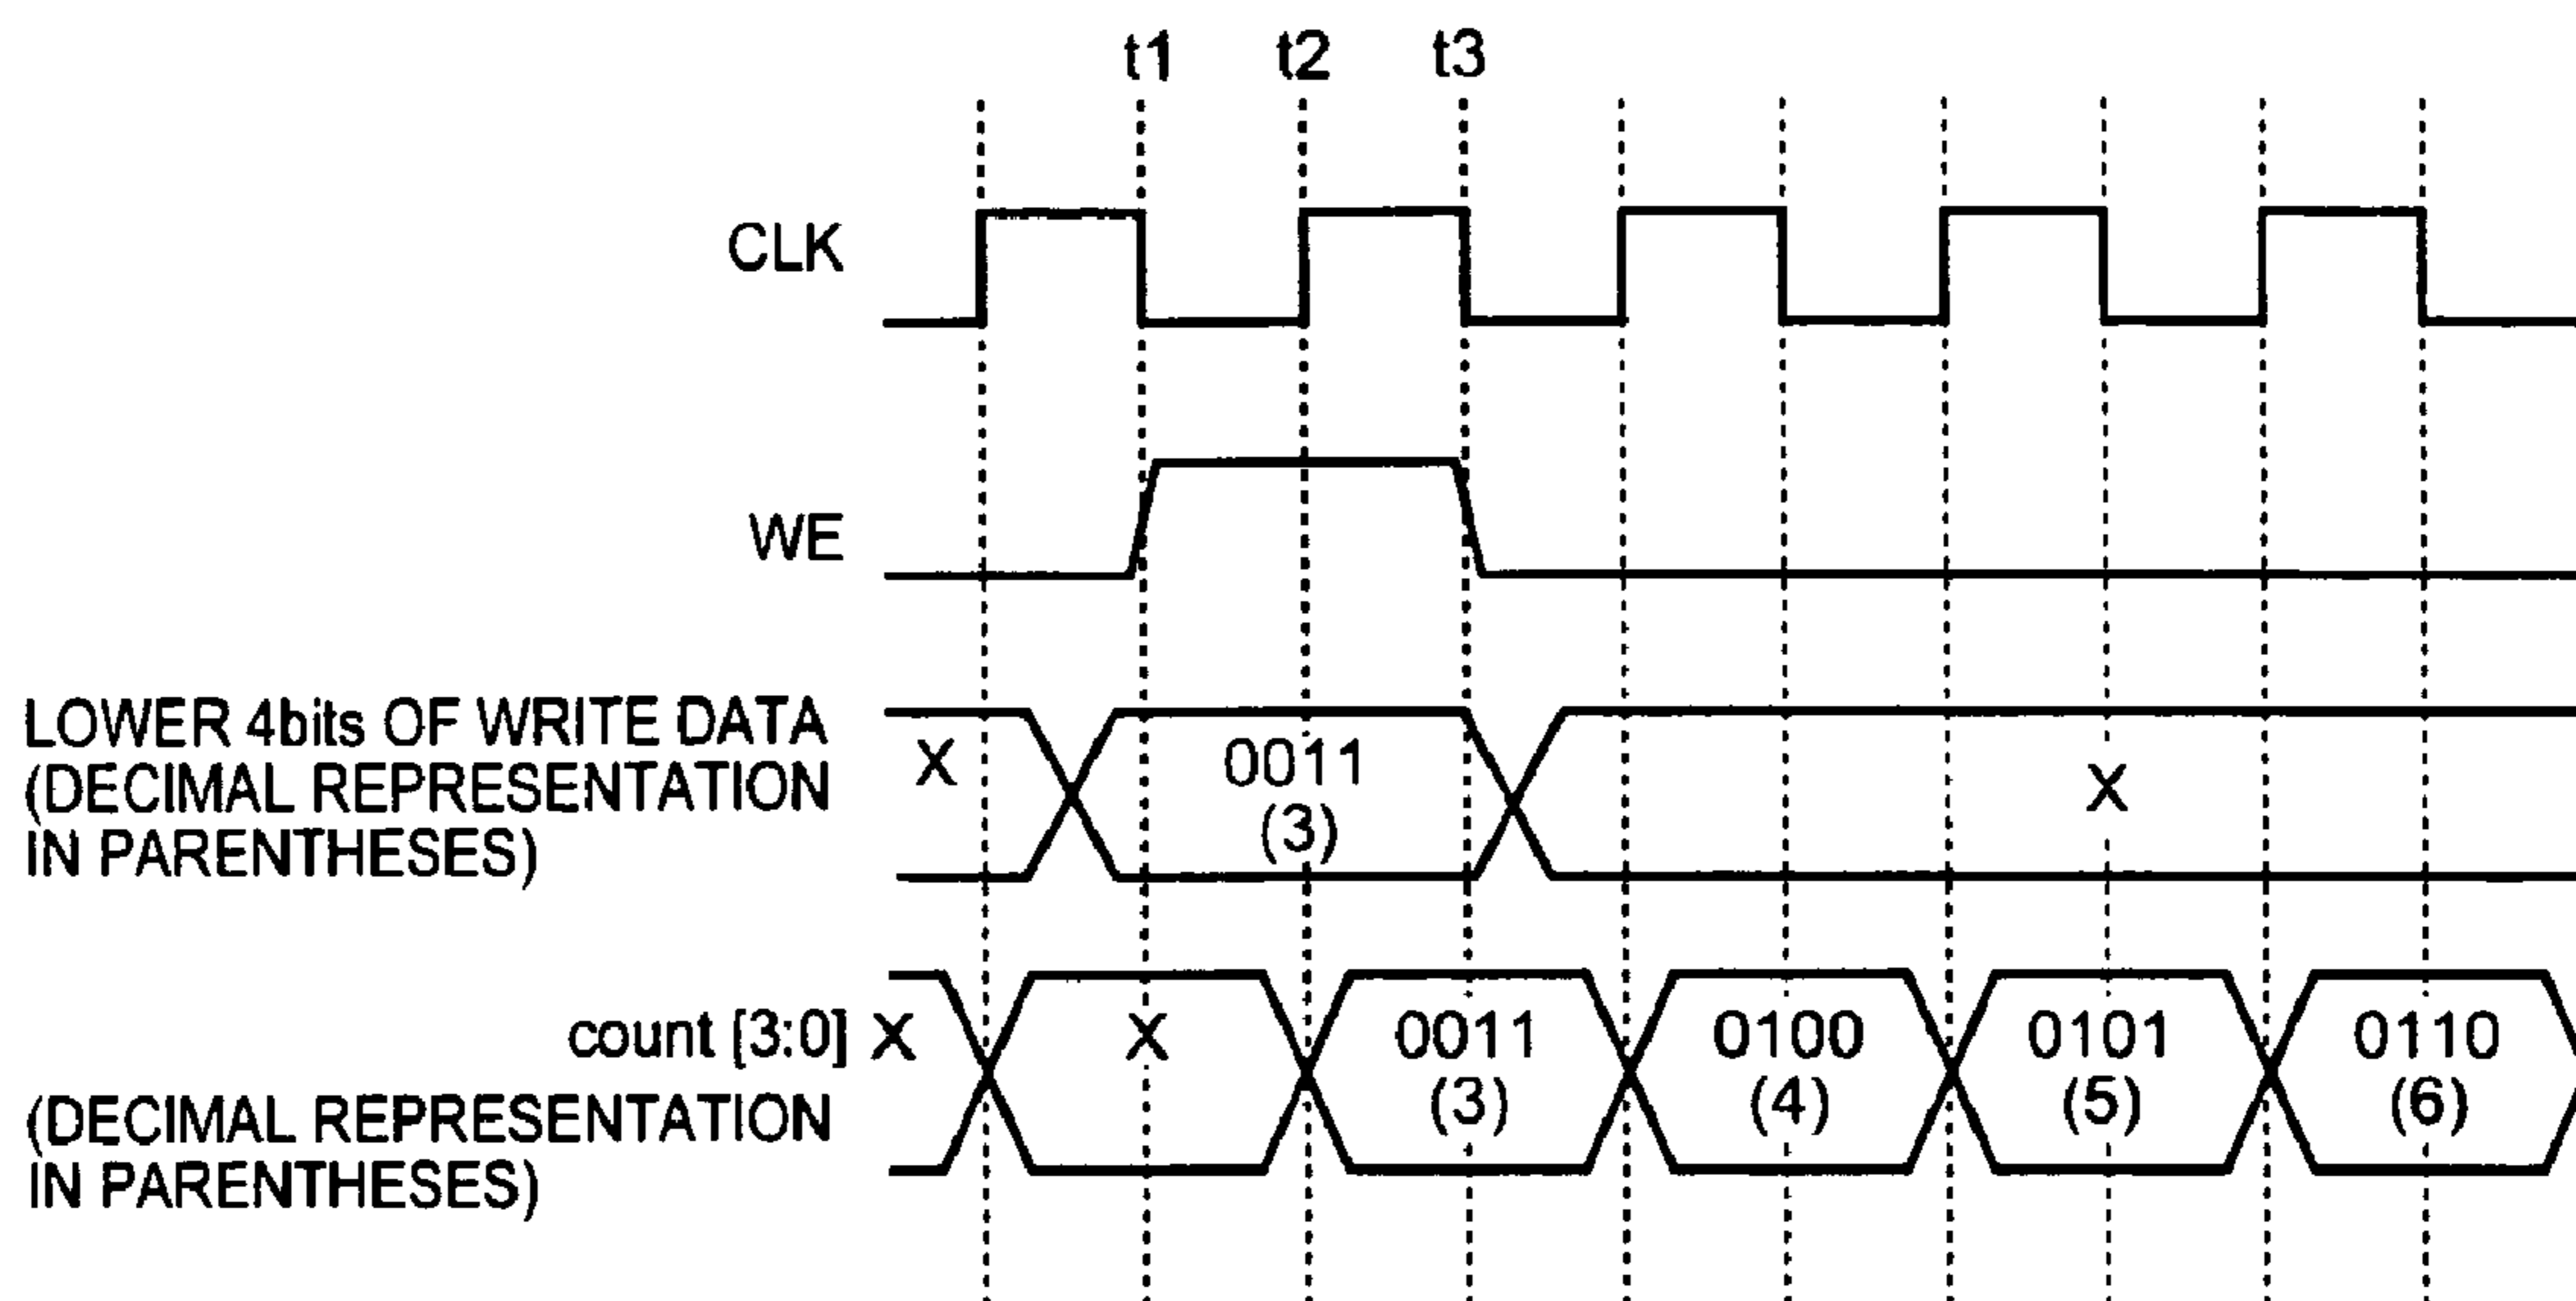 t1 t2 t3
CLK
WE
LOWER 4bits OF WRITE DATA
(DECIMAL REPRESENTATION
IN PARENTHESES)
X 0011 X
(3)
count [3:0] X X 0011 0100 0101 0110
(3) (4) (5) (6)
(DECIMAL REPRESENTATION
IN PARENTHESES)